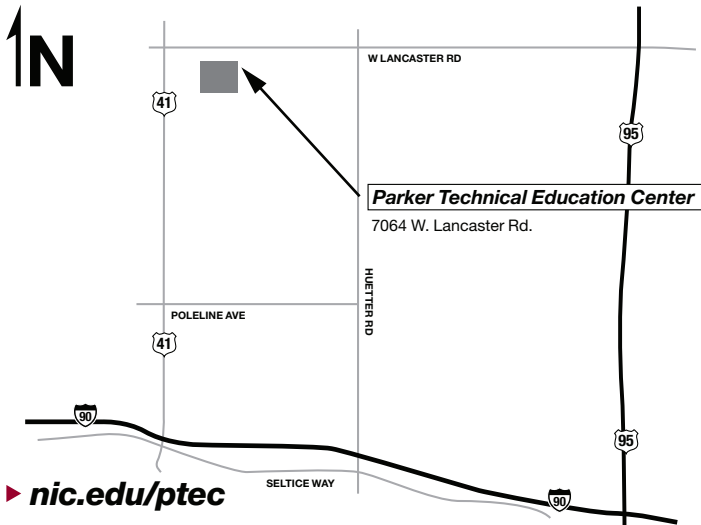 N
W LANCASTER RD
41
95
Parker Technical Education Center
7064 W. Lancaster Rd.
HUETTER RD
POLELINE AVE
41
90
95
SELTICE WAY
nic.edu/ptec
90